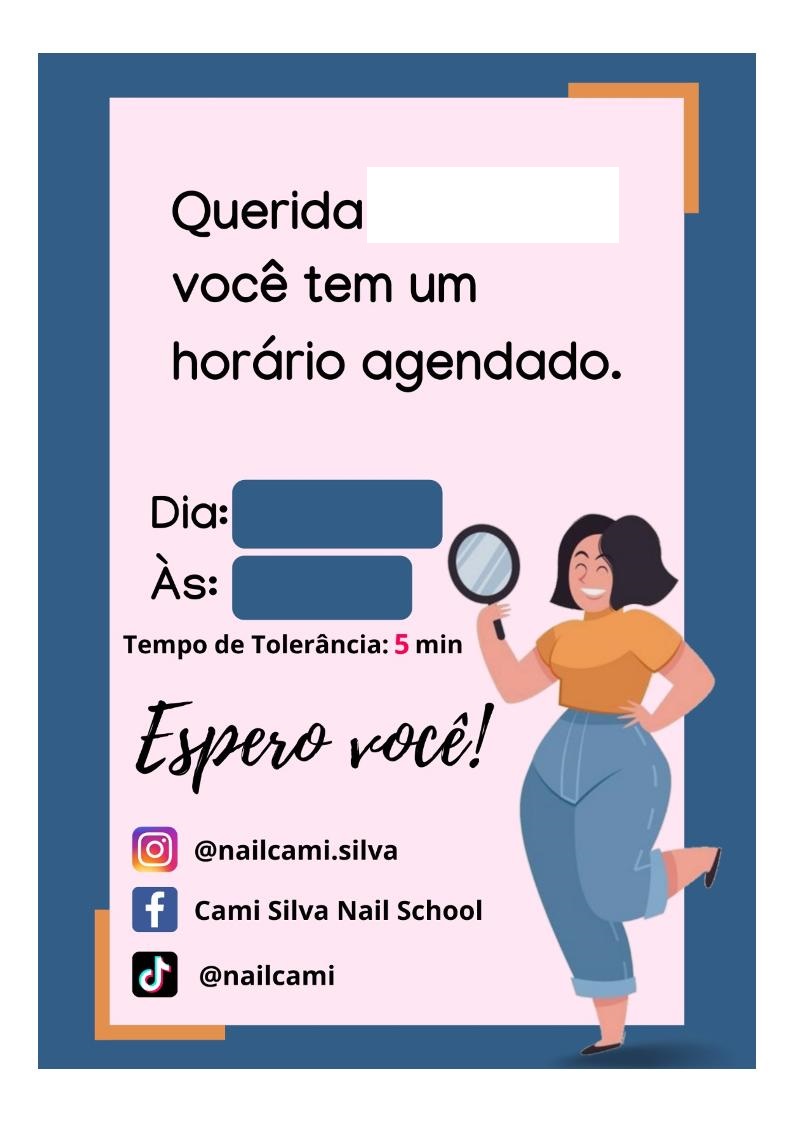 Querida
você tem um
horário agendado.
Dia:
Às:
Tempo de Tolerância: 5 min
Espero você!
@nailcami.silva
Cami Silva Nail School
@nailcami